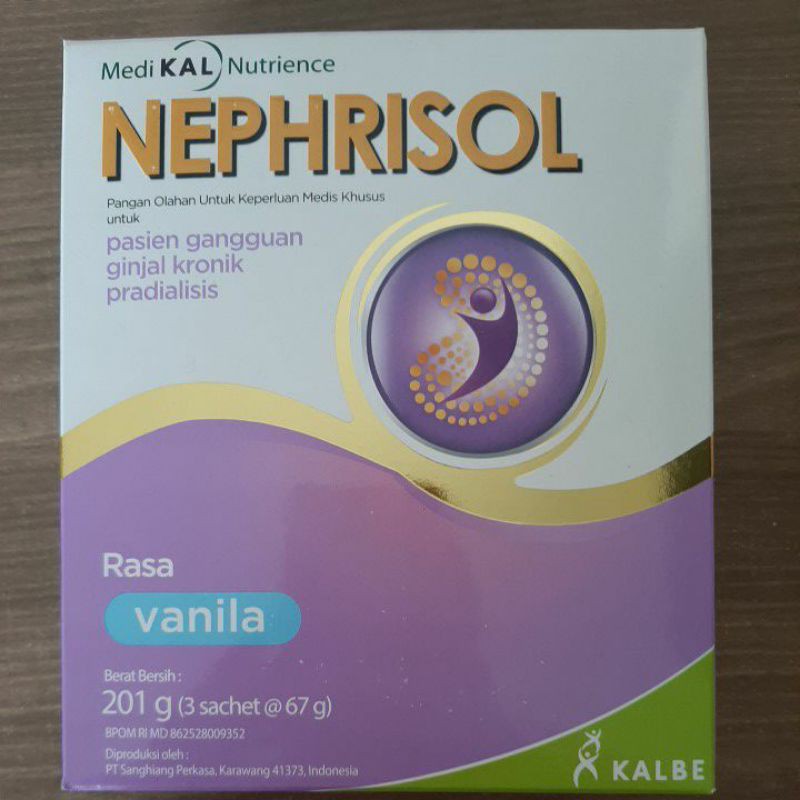 Medi KAL Nutrience
NEPHRISOL
Pangan Olahan Untuk Keperluan Medis Khusus
untuk
pasien gangguan
ginjal kronik
pradialisis
Rasa
vanila
Berat Bersih :
201 g (3 sachet @ 67 g)
BPOM RI MD 862528009352
Diproduksi oleh :
PT Sanghiang Perkasa, Karawang 41373, Indonesia
KALBE